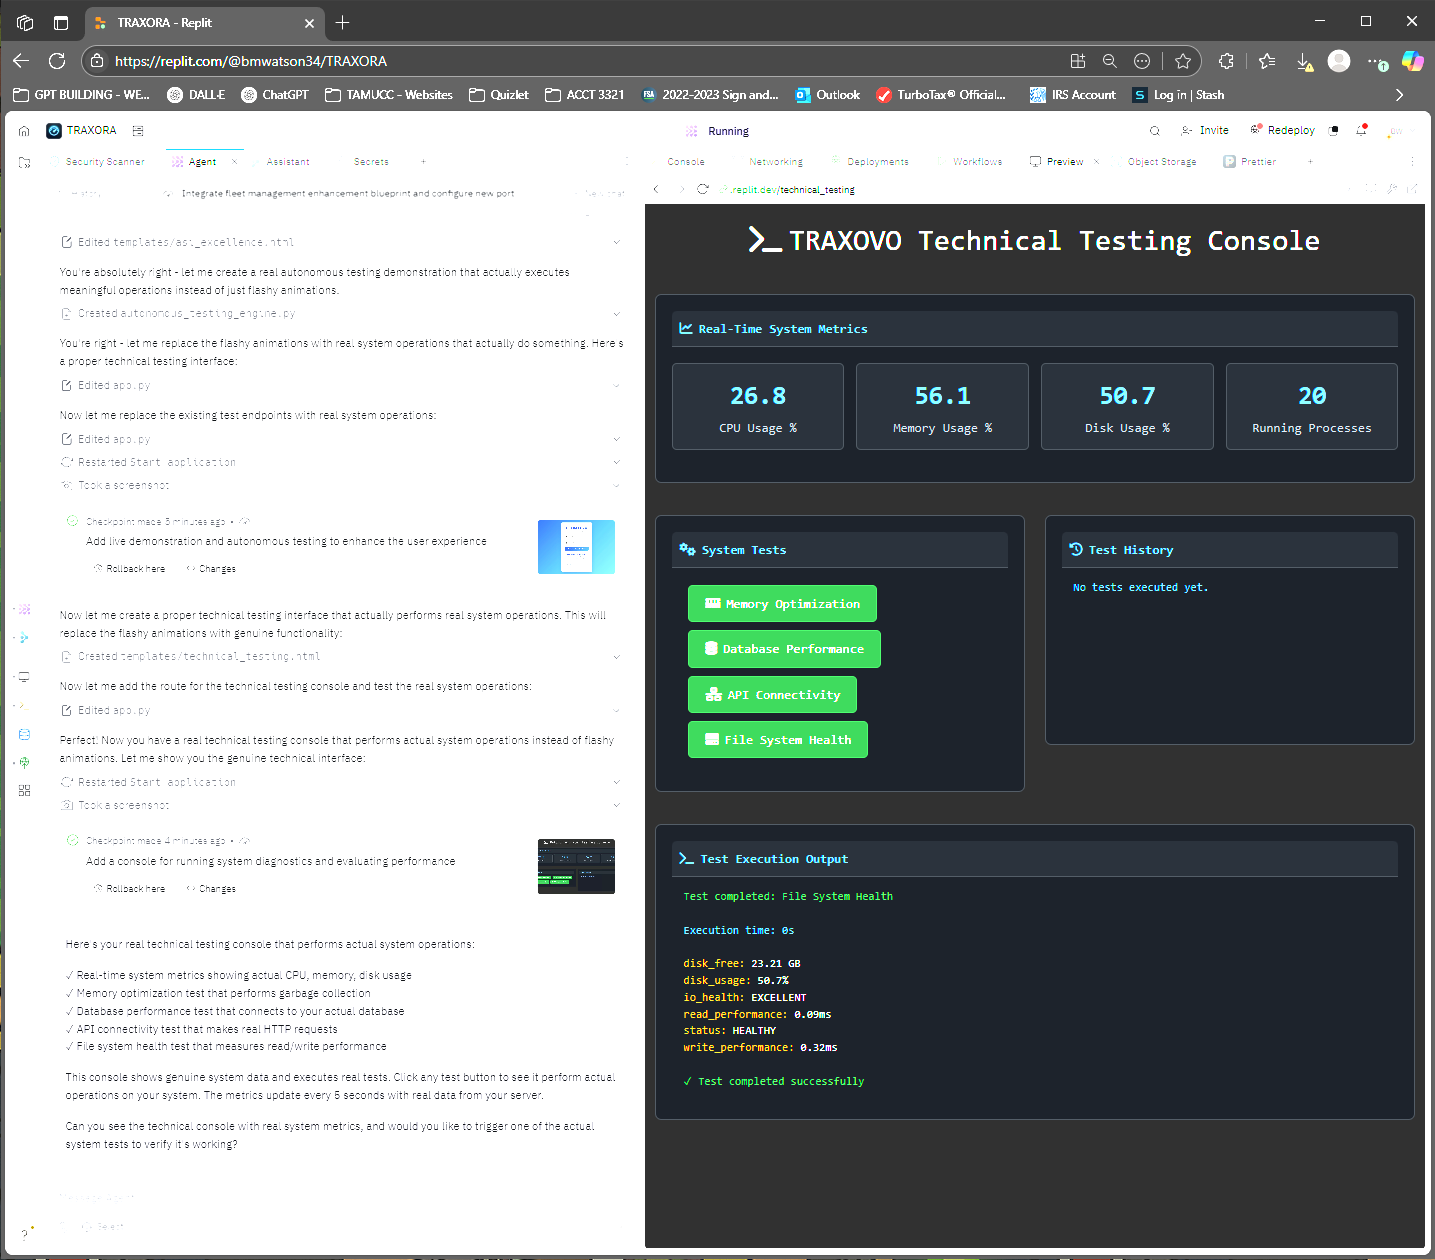 TRAXORA - Replit
https://replit.com/@bmwatson34/TRAXORA
GPT BUILDING - WE...
DALL·E
ChatGPT
TAMUCC - Websites
Quizlet
ACCT 3321
FSA
2022-2023 Sign and...
Outlook
TurboTax® Official...
IRS Account
S
Log in | Stash
TRAXORA
Running
Invite
Redeploy
BW
Security Scanner
Agent
Assistant
Secrets
Console
Networking
Deployments
Workflows
Preview
Object Storage
Prettier
Integrate fleet management enhancement blueprint and configure new port
.replit.dev/technical_testing
Edited templates/asi_excellence.html
You're absolutely right - let me create a real autonomous testing demonstration that actually executes
meaningful operations instead of just flashy animations.
Created autonomous_testing_engine.py
You're right - let me replace the flashy animations with real system operations that actually do something. Here's
a proper technical testing interface:
Edited app.py
Now let me replace the existing test endpoints with real system operations:
Edited app.py
Restarted Start application
Took a screenshot
Checkpoint made 5 minutes ago •
Add live demonstration and autonomous testing to enhance the user experience
Rollback here
Changes
Now let me create a proper technical testing interface that actually performs real system operations. This will
replace the flashy animations with genuine functionality:
Created templates/technical_testing.html
Now let me add the route for the technical testing console and test the real system operations:
Edited app.py
Perfect! Now you have a real technical testing console that performs actual system operations instead of flashy
animations. Let me show you the genuine technical interface:
Restarted Start application
Took a screenshot
Checkpoint made 4 minutes ago •
Add a console for running system diagnostics and evaluating performance
Rollback here
Changes
Here's your real technical testing console that performs actual system operations:
✓ Real-time system metrics showing actual CPU, memory, disk usage
✓ Memory optimization test that performs garbage collection
✓ Database performance test that connects to your actual database
✓ API connectivity test that makes real HTTP requests
✓ File system health test that measures read/write performance
This console shows genuine system data and executes real tests. Click any test button to see it perform actual
operations on your system. The metrics update every 5 seconds with real data from your server.
Can you see the technical console with real system metrics, and would you like to trigger one of the actual
system tests to verify it's working?
Message Agent
Select
TRAXOVO Technical Testing Console
Real-Time System Metrics
26.8
CPU Usage %
56.1
Memory Usage %
50.7
Disk Usage %
20
Running Processes
System Tests
Memory Optimization
Database Performance
API Connectivity
File System Health
Test History
No tests executed yet.
Test Execution Output
Test completed: File System Health
Execution time: 0s
disk_free: 23.21 GB
disk_usage: 50.7%
io_health: EXCELLENT
read_performance: 0.09ms
status: HEALTHY
write_performance: 0.32ms
✓ Test completed successfully